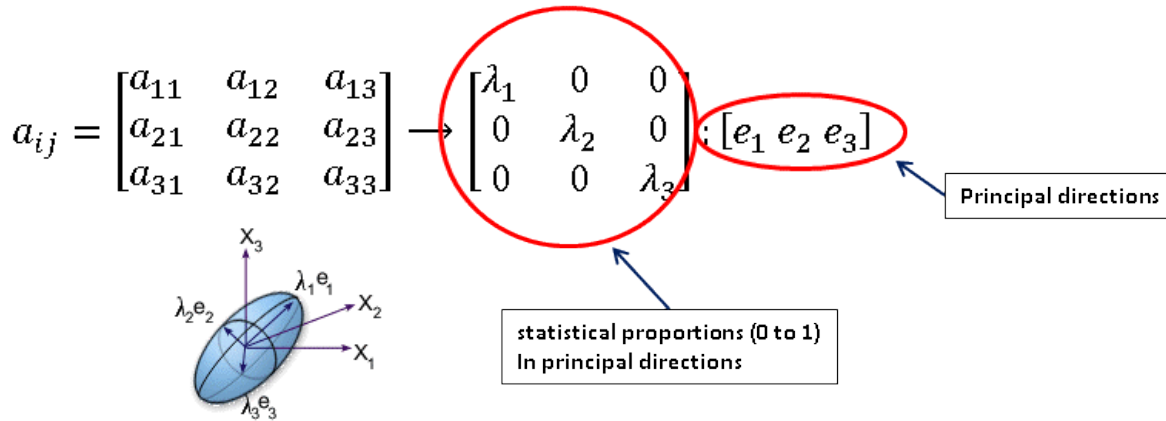 a₁₁ a₁₂ a₁₃ λ₁ 0 0
aᵢⱼ = a₂₁ a₂₂ a₂₃ → 0 λ₂ 0 ; [e₁ e₂ e₃]
a₃₁ a₃₂ a₃₃ 0 0 λ₃
Principal directions
X₃
λ₁e₁
λ₂e₂
X₂
X₁
λ₃e₃
statistical proportions (0 to 1)
In principal directions